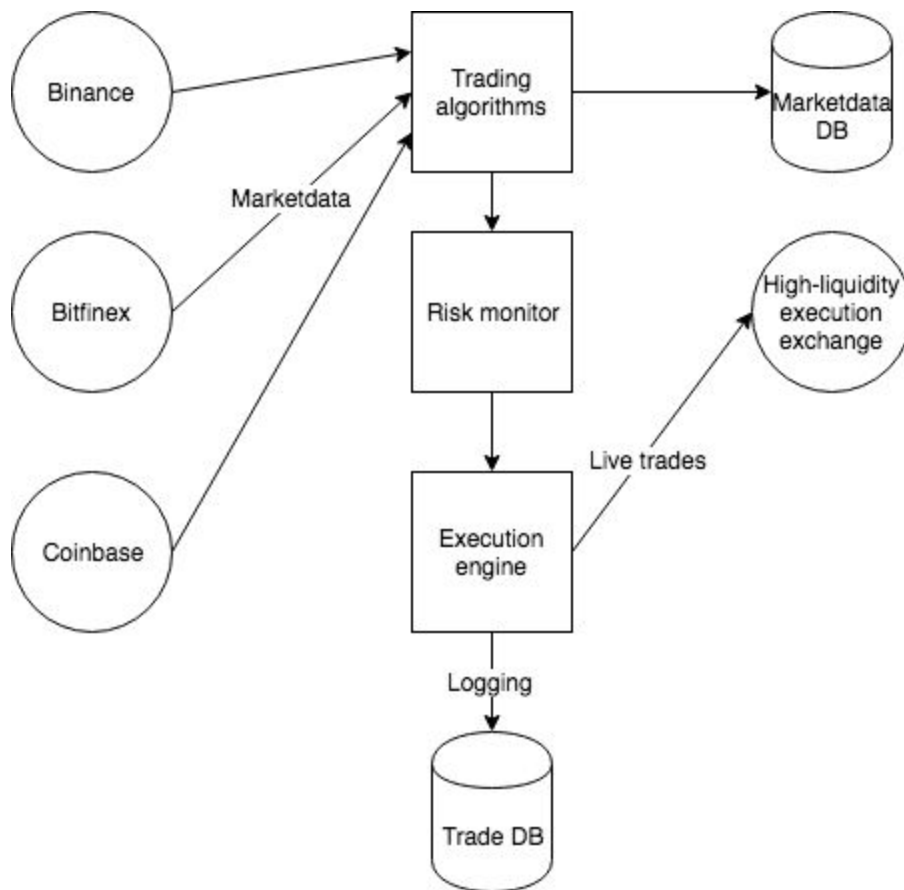 Binance
Trading
algorithms
Marketdata
DB
Marketdata
Bitfinex
Risk monitor
High-liquidity
execution
exchange
Live trades
Coinbase
Execution
engine
Logging
Trade DB